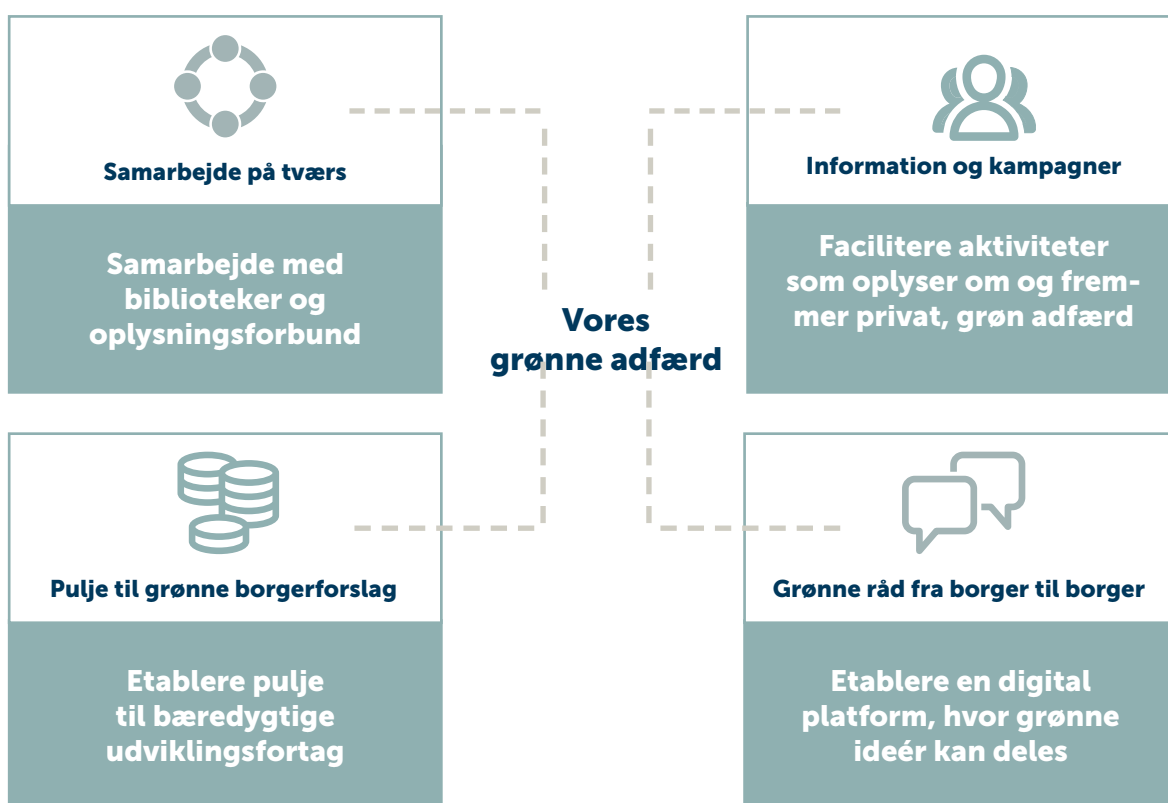 Samarbejde på tværs
Samarbejde med
biblioteker og
oplysningsforbund
Information og kampagner
Facilitere aktiviteter
som oplyser om og frem-
mer privat, grøn adfærd
Vores
grønne adfærd
Pulje til grønne borgerforslag
Etablere pulje
til bæredygtige
udviklingsfortag
Grønne råd fra borger til borger
Etablere en digital
platform, hvor grønne
ideér kan deles